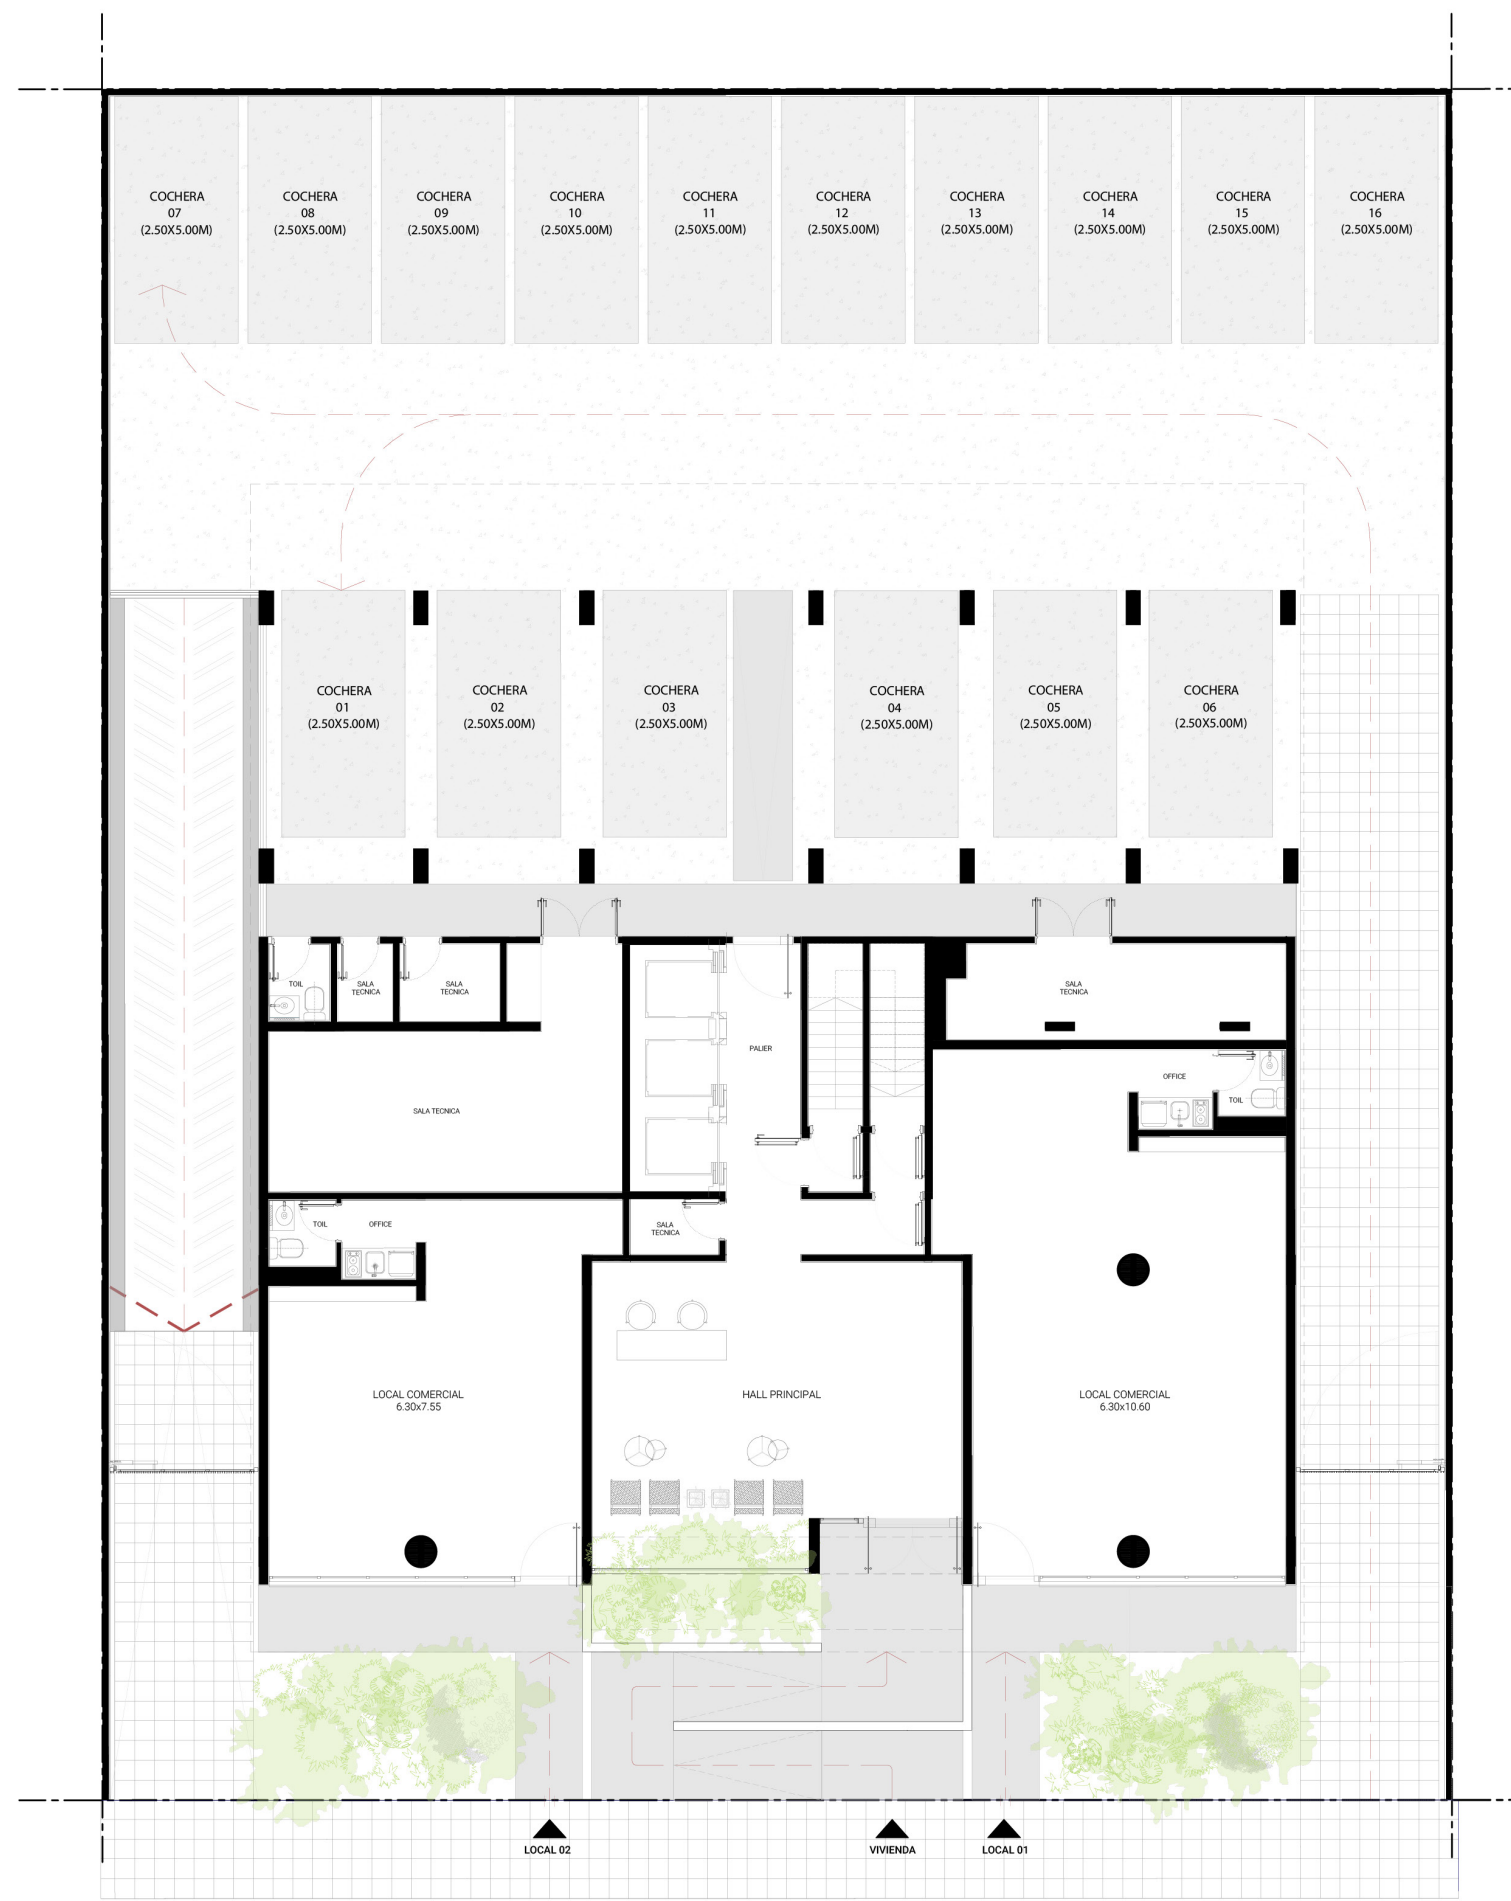 COCHERA
07
(2.50X5.00M)
COCHERA
08
(2.50X5.00M)
COCHERA
09
(2.50X5.00M)
COCHERA
10
(2.50X5.00M)
COCHERA
11
(2.50X5.00M)
COCHERA
12
(2.50X5.00M)
COCHERA
13
(2.50X5.00M)
COCHERA
14
(2.50X5.00M)
COCHERA
15
(2.50X5.00M)
COCHERA
16
(2.50X5.00M)
COCHERA
01
(2.50X5.00M)
COCHERA
02
(2.50X5.00M)
COCHERA
03
(2.50X5.00M)
COCHERA
04
(2.50X5.00M)
COCHERA
05
(2.50X5.00M)
COCHERA
06
(2.50X5.00M)
TOIL
SALA
TECNICA
SALA
TECNICA
SALA
TECNICA
PALIER
OFFICE
TOIL
SALA TECNICA
TOIL
OFFICE
SALA
TECNICA
LOCAL COMERCIAL
6.30x7.55
HALL PRINCIPAL
LOCAL COMERCIAL
6.30x10.60
LOCAL 02
VIVIENDA
LOCAL 01